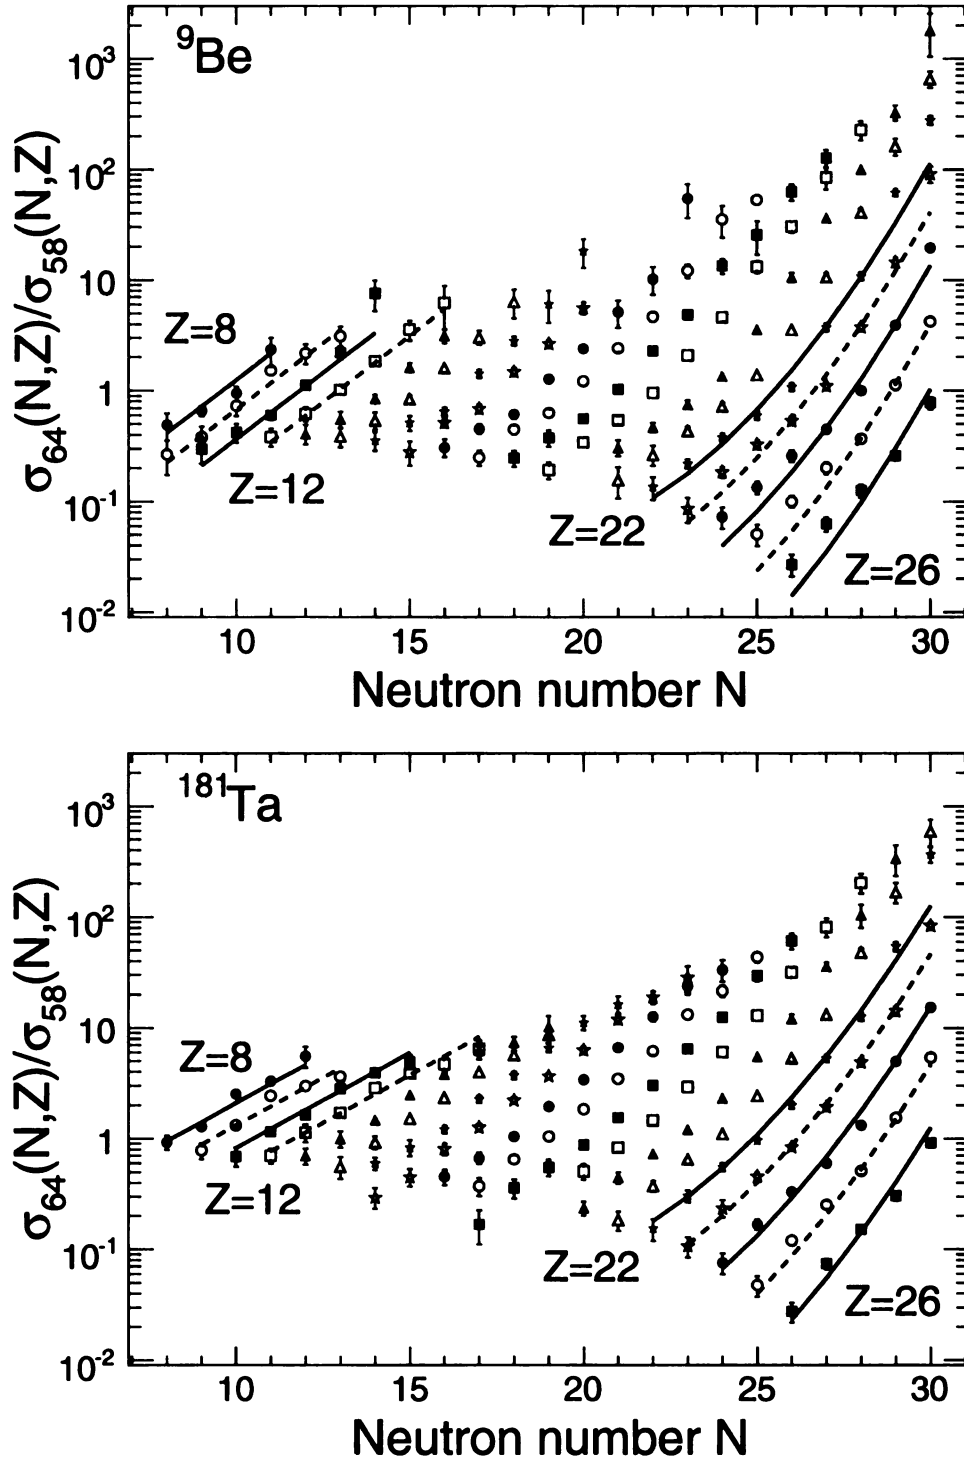 ⁹Be
10³
10²
10
1
10⁻¹
10⁻²
σ₆₄(N,Z)/σ₅₈(N,Z)
Z=8
Z=12
Z=22
Z=26
10 15 20 25 30
Neutron number N
¹⁸¹Ta
10³
10²
10
1
10⁻¹
10⁻²
σ₆₄(N,Z)/σ₅₈(N,Z)
Z=8
Z=12
Z=22
Z=26
10 15 20 25 30
Neutron number N